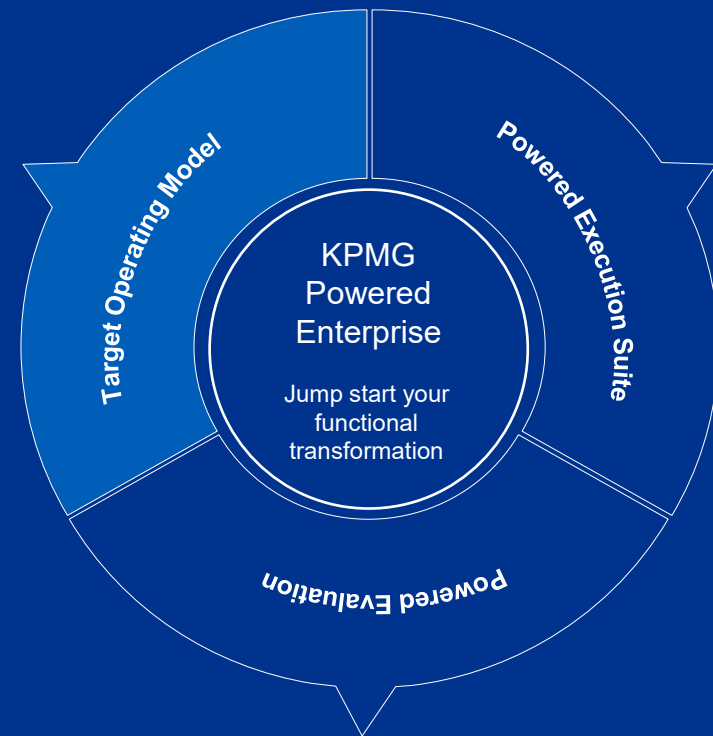 Target Operating Model
Powered Execution Suite
KPMG
Powered
Enterprise
Jump start your
functional
transformation
Powered Evaluation